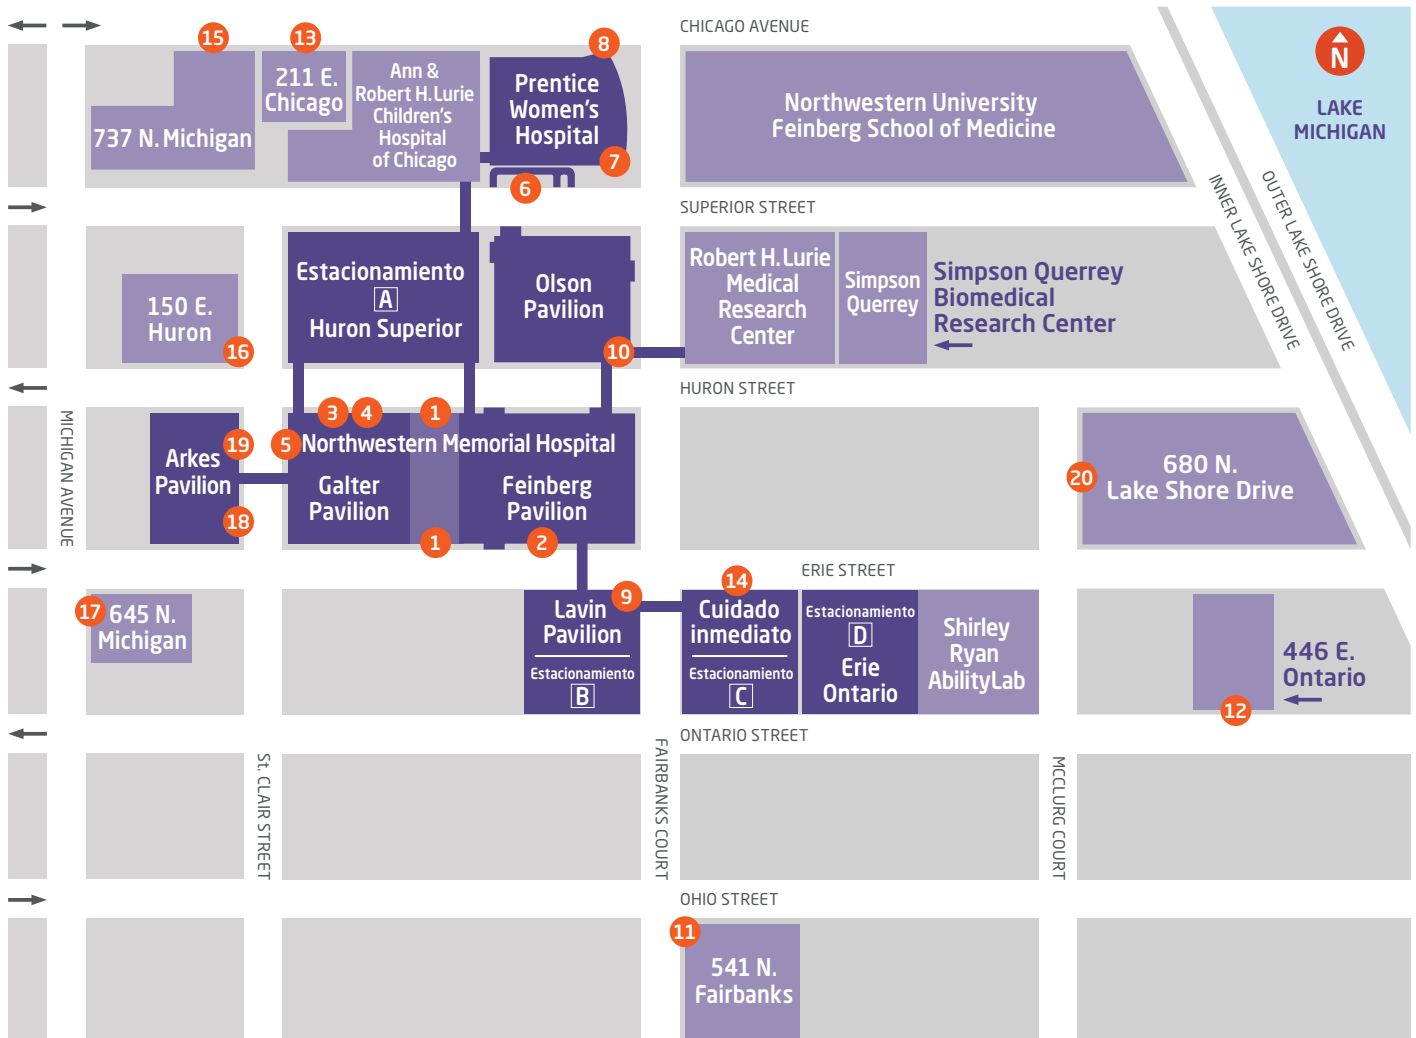 CHICAGO AVENUE
15
13
8
N
LAKE
MICHIGAN
737 N. Michigan
211 E.
Chicago
Ann &
Robert H. Lurie
Children's
Hospital
of Chicago
Prentice
Women's
Hospital
7
6
Northwestern University
Feinberg School of Medicine
INNER LAKE SHORE DRIVE
OUTER LAKE SHORE DRIVE
SUPERIOR STREET
150 E.
Huron
16
Estacionamiento
A
Huron Superior
Olson
Pavilion
10
Robert H. Lurie
Medical
Research
Center
Simpson
Querrey
Simpson Querrey
Biomedical
Research Center
HURON STREET
MICHIGAN AVENUE
Arkes
Pavilion
19
18
3
4
1
5
Northwestern Memorial Hospital
Galter
Pavilion
Feinberg
Pavilion
1
2
20
680 N.
Lake Shore Drive
ERIE STREET
17
645 N.
Michigan
9
Lavin
Pavilion
Estacionamiento
B
14
Cuidado
inmediato
Estacionamiento
C
Estacionamiento
D
Erie
Ontario
Shirley
Ryan
AbilityLab
446 E.
Ontario
12
ONTARIO STREET
St. CLAIR STREET
FAIRBANKS COURT
MCCLURG COURT
OHIO STREET
11
541 N.
Fairbanks